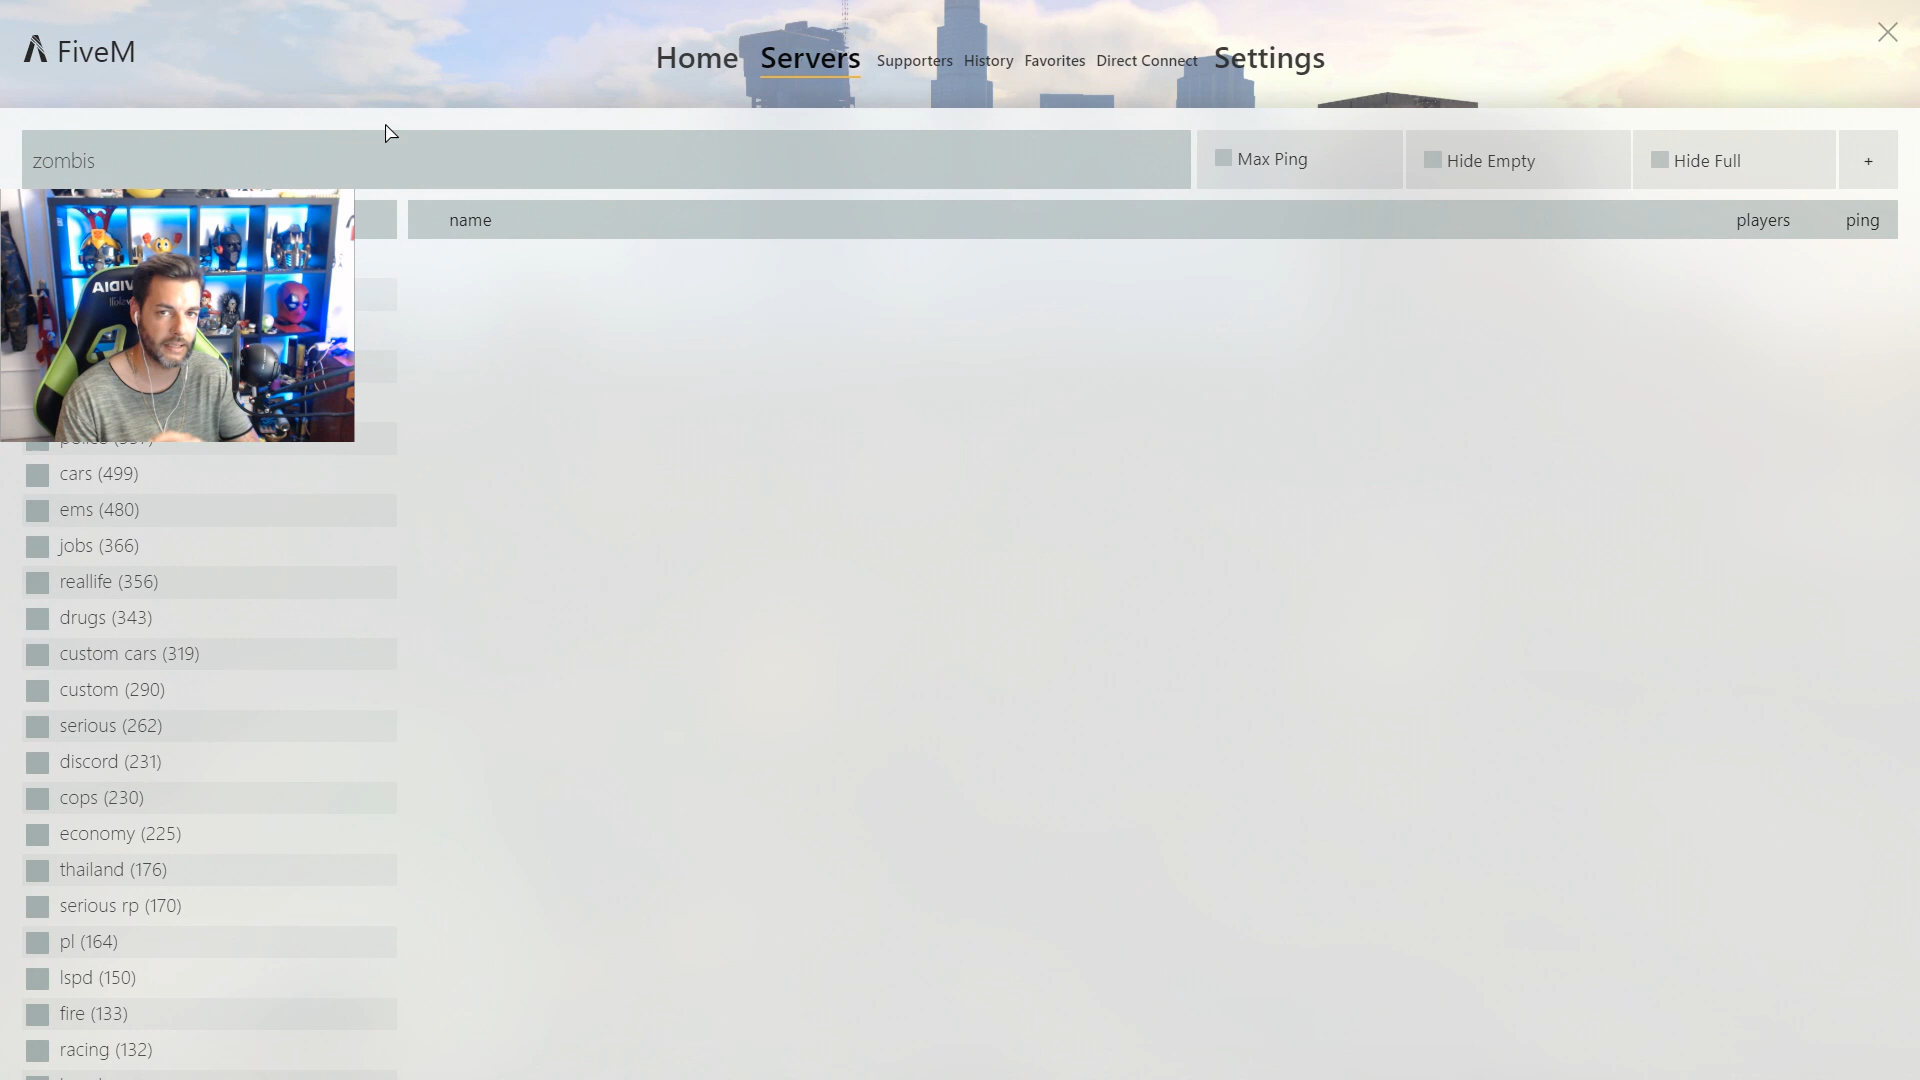 FiveM
Home Servers Supporters History Favorites Direct Connect Settings
zombis
Max Ping
Hide Empty
Hide Full
+
name players ping
cars (499)
ems (480)
jobs (366)
reallife (356)
drugs (343)
custom cars (319)
custom (290)
serious (262)
discord (231)
cops (230)
economy (225)
thailand (176)
serious rp (170)
pl (164)
lspd (150)
fire (133)
racing (132)